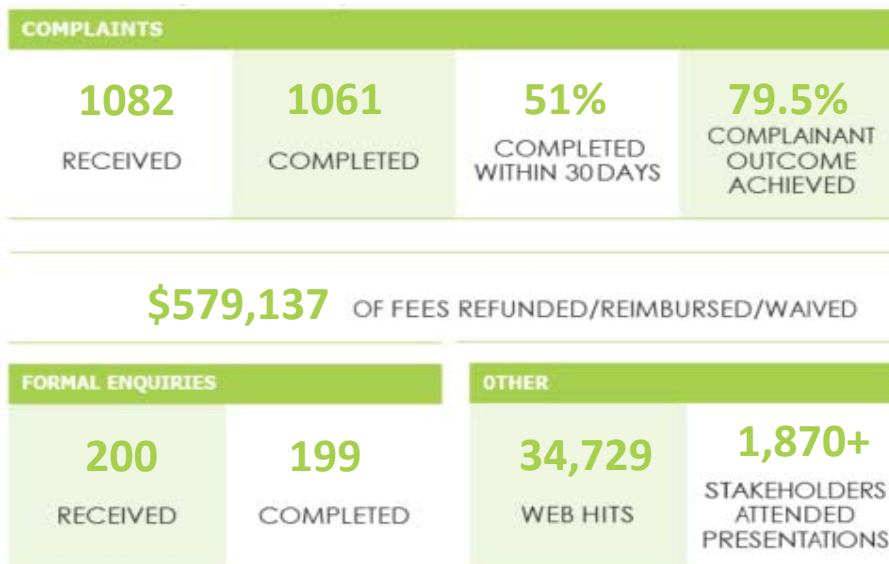 COMPLAINTS
1082
RECEIVED
1061
COMPLETED
51%
COMPLETED
WITHIN 30 DAYS
79.5%
COMPLAINANT
OUTCOME
ACHIEVED
$579,137 OF FEES REFUNDED/REIMBURSED/WAIVED
FORMAL ENQUIRIES
200
RECEIVED
199
COMPLETED
OTHER
34,729
WEB HITS
1,870+
STAKEHOLDERS
ATTENDED
PRESENTATIONS